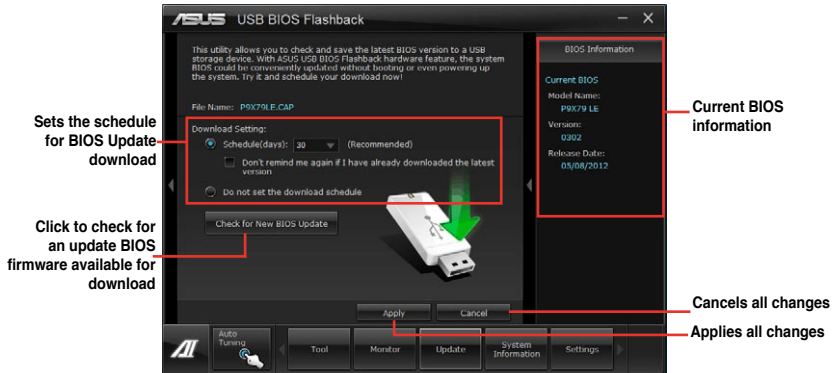 ASUS USB BIOS Flashback
This utility allows you to check and save the latest BIOS version to a USB
storage device. With ASUS USB BIOS Flashback hardware feature, the system
BIOS could be conveniently updated without booting or even powering up
the system. Try it and schedule your download now!
File Name: P9X79LE.CAP
Download Setting:
Schedule(days): 30 (Recommended)
Don't remind me again if I have already downloaded the latest
version
Do not set the download schedule
Check for New BIOS Update
Apply
Cancel
BIOS Information
Current BIOS
Model Name:
P9X79 LE
Version:
0302
Release Date:
05/08/2012
Auto
Tuning
Tool
Monitor
Update
System
Information
Settings
Sets the schedule
for BIOS Update
download
Click to check for
an update BIOS
firmware available for
download
Current BIOS
information
Cancels all changes
Applies all changes